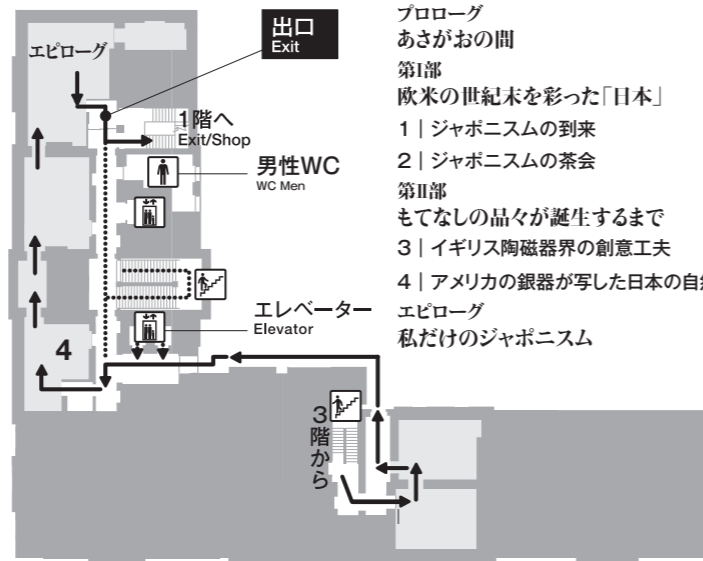 出口
Exit
エピローグ
1階へ
Exit/Shop
男性WC
WC Men
エレベーター
Elevator
4
3階から
プロローグ
あさがおの間
第I部
欧米の世紀末を彩った「日本」
1｜ジャポニスムの到来
2｜ジャポニスムの茶会
第II部
もてなしの品々が誕生するまで
3｜イギリス陶磁器界の創意工夫
4｜アメリカの銀器が写した日本の自
エピローグ
私だけのジャポニスム